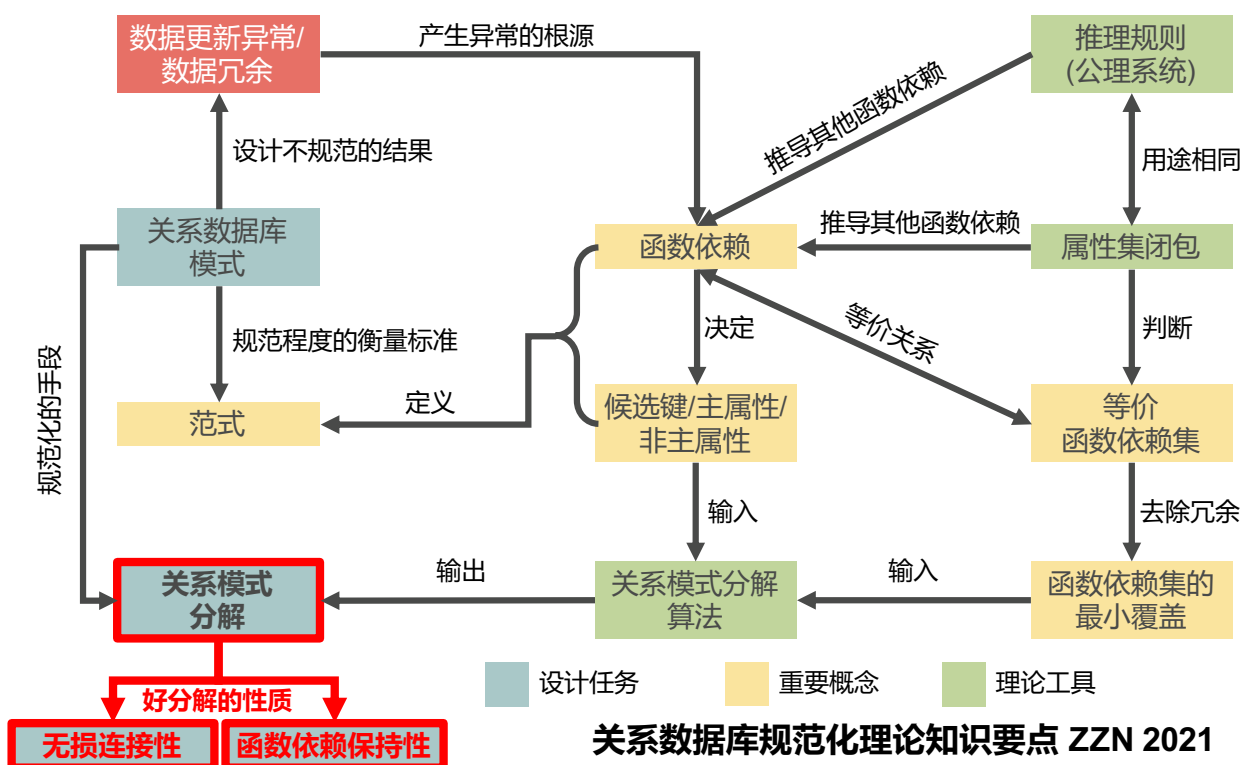 数据更新异常/
数据冗余
产生异常的根源
推理规则
(公理系统)
推导其他函数依赖
设计不规范的结果
用途相同
关系数据库
模式
函数依赖
推导其他函数依赖
属性集闭包
规范程度的衡量标准
决定
等价关系
判断
规范化的手段
范式
定义
候选键/主属性/
非主属性
等价
函数依赖集
输入
去除冗余
关系模式
分解
输出
关系模式分解
算法
输入
函数依赖集的
最小覆盖
好分解的性质
无损连接性
函数依赖保持性
设计任务
重要概念
理论工具
关系数据库规范化理论知识要点 ZZN 2021